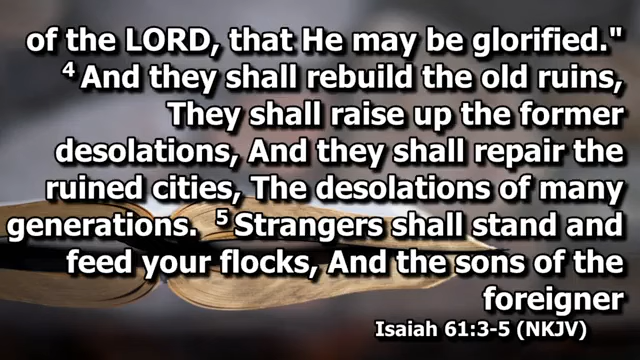 of the LORD, that He may be glorified."
4 And they shall rebuild the old ruins,
They shall raise up the former
desolations, And they shall repair the
ruined cities, The desolations of many
generations. 5 Strangers shall stand and
feed your flocks, And the sons of the
foreigner
Isaiah 61:3-5 (NKJV)